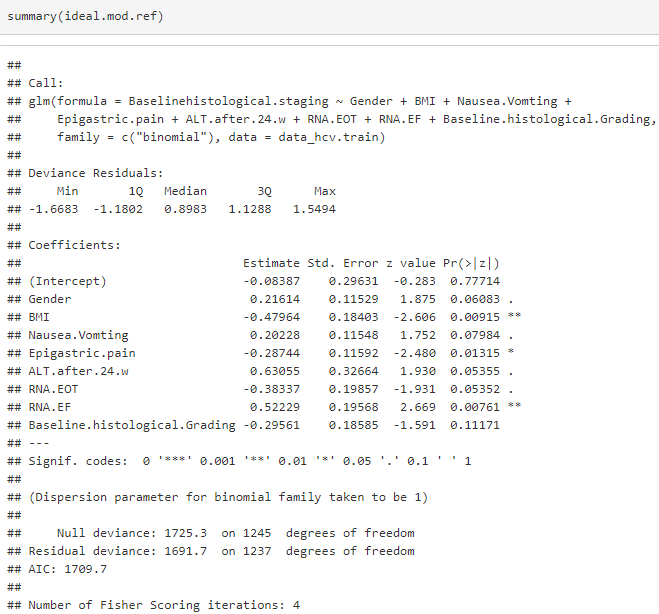 summary(ideal.mod.ref)
##
## Call:
## glm(formula = Baselinehistological.staging ~ Gender + BMI + Nausea.Vomting +
##     Epigastric.pain + ALT.after.24.w + RNA.EOT + RNA.EF + Baseline.histological.Grading,
##     family = c("binomial"), data = data_hcv.train)
##
## Deviance Residuals:
##     Min       1Q   Median       3Q      Max
## -1.6683  -1.1802   0.8983   1.1288   1.5494
##
## Coefficients:
##                               Estimate Std. Error z value Pr(>|z|)
## (Intercept)                   -0.08387    0.29631  -0.283  0.77714
## Gender                         0.21614    0.11529   1.875  0.06083 .
## BMI                           -0.47964    0.18403  -2.606  0.00915 **
## Nausea.Vomting                 0.20228    0.11548   1.752  0.07984 .
## Epigastric.pain               -0.28744    0.11592  -2.480  0.01315 *
## ALT.after.24.w                 0.63055    0.32664   1.930  0.05355 .
## RNA.EOT                       -0.38337    0.19857  -1.931  0.05352 .
## RNA.EF                         0.52229    0.19568   2.669  0.00761 **
## Baseline.histological.Grading -0.29561    0.18585  -1.591  0.11171
## ---
## Signif. codes:  0 '***' 0.001 '**' 0.01 '*' 0.05 '.' 0.1 ' ' 1
##
## (Dispersion parameter for binomial family taken to be 1)
##
##     Null deviance: 1725.3  on 1245  degrees of freedom
## Residual deviance: 1691.7  on 1237  degrees of freedom
## AIC: 1709.7
##
## Number of Fisher Scoring iterations: 4